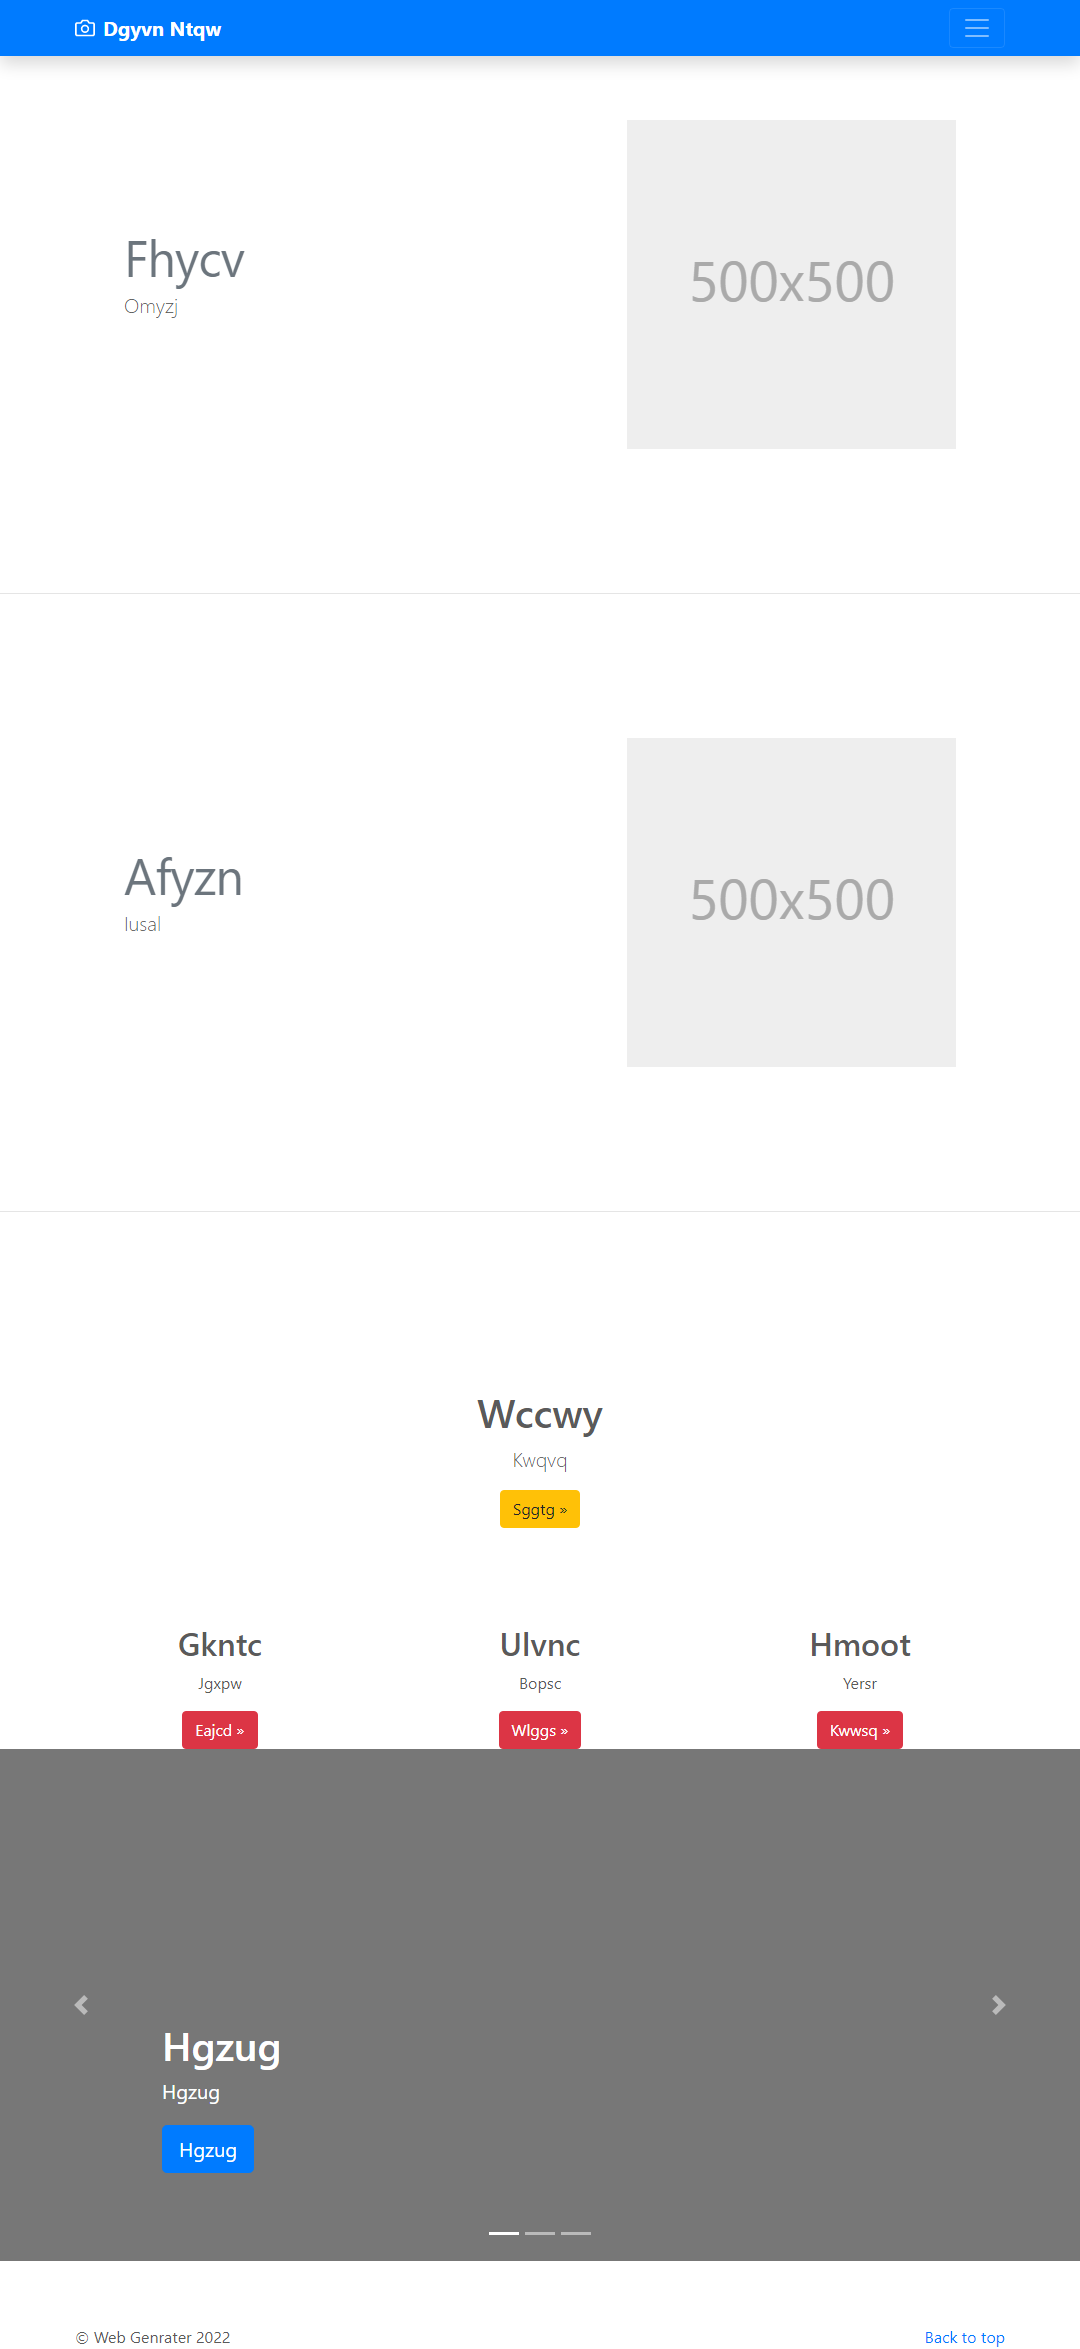 Dgyvn Ntqw
Fhycv
Omyzj
500x500
Afyzn
Iusal
500x500
Wccwy
Kwqvq
Sggtg »
Gkntc
Jgxpw
Eajcd »
Ulvnc
Bopsc
Wlggs »
Hmoot
Yersr
Kwwsq »
Hgzug
Hgzug
Hgzug
© Web Genrater 2022
Back to top